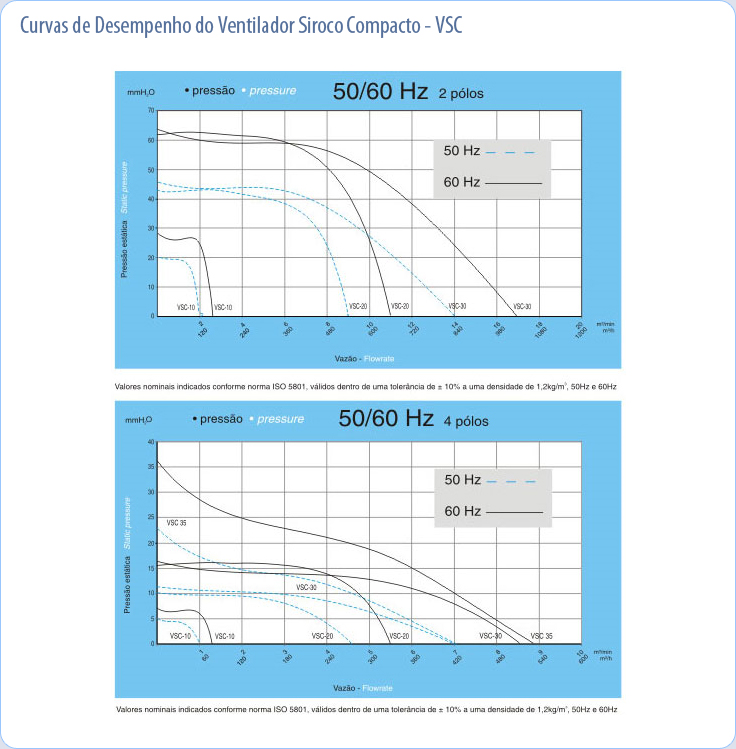 Curvas de Desempenho do Ventilador Siroco Compacto - VSC
mmH2O • pressão • pressure 50/60 Hz 2 pólos
70
60
50
40
30
20
10
0
Pressão estática Static pressure
50 Hz
60 Hz
VSC-10 VSC-10 VSC-20 VSC-20 VSC-30 VSC-30
2 4 6 8 10 12 14 16 18 20 m³/min
120 240 360 480 600 720 840 960 1080 1200 m³/h
Vazão - Flowrate
Valores nominais indicados conforme norma ISO 5801, válidos dentro de uma tolerância de ± 10% a uma densidade de 1,2kg/m³, 50Hz e 60Hz
mmH2O • pressão • pressure 50/60 Hz 4 pólos
40
35
30
25
20
15
10
5
0
Pressão estática Static pressure
50 Hz
60 Hz
VSC 35
VSC-30
VSC-10 VSC-10 VSC-20 VSC-20 VSC-30 VSC 35
1 2 3 4 5 6 7 8 9 10 m³/min
60 120 180 240 300 360 420 480 540 600 m³/h
Vazão - Flowrate
Valores nominais indicados conforme norma ISO 5801, válidos dentro de uma tolerância de ± 10% a uma densidade de 1,2kg/m³, 50Hz e 60Hz